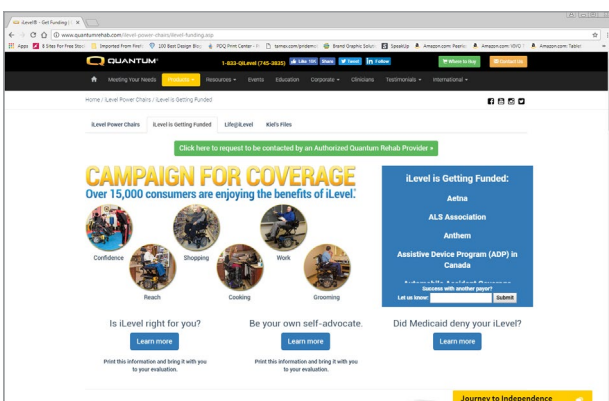 iLevel® - Get Funding |
www.quantumrehab.com/ilevel-power-chairs/ilevel-funding.asp
Apps
Imported From Firefox
QUANTUM
1-833-QiLevel (745-3835)
Like 16K
Share
Tweet
Follow
Where to Buy
Contact Us
Meeting Your Needs
Products
Resources
Events
Education
Corporate
Clinicians
Testimonials
International
Home / iLevel Power Chairs / iLevel is Getting Funded
iLevel Power Chairs
iLevel is Getting Funded
Life@iLevel
Kiel's Files
Click here to request to be contacted by an Authorized Quantum Rehab Provider »
CAMPAIGN FOR COVERAGE
Over 15,000 consumers are enjoying the benefits of iLevel.
Confidence
Shopping
Work
Reach
Cooking
Grooming
iLevel is Getting Funded:
Aetna
ALS Association
Anthem
Assistive Device Program (ADP) in
Canada
Automobile Accident Coverage
Success with another payer?
Let us know:
Submit
Is iLevel right for you?
Learn more
Print this information and bring it with you
to your evaluation.
Be your own self-advocate.
Learn more
Print this information and bring it with you
to your evaluation.
Did Medicaid deny your iLevel?
Learn more
Journey to Independence